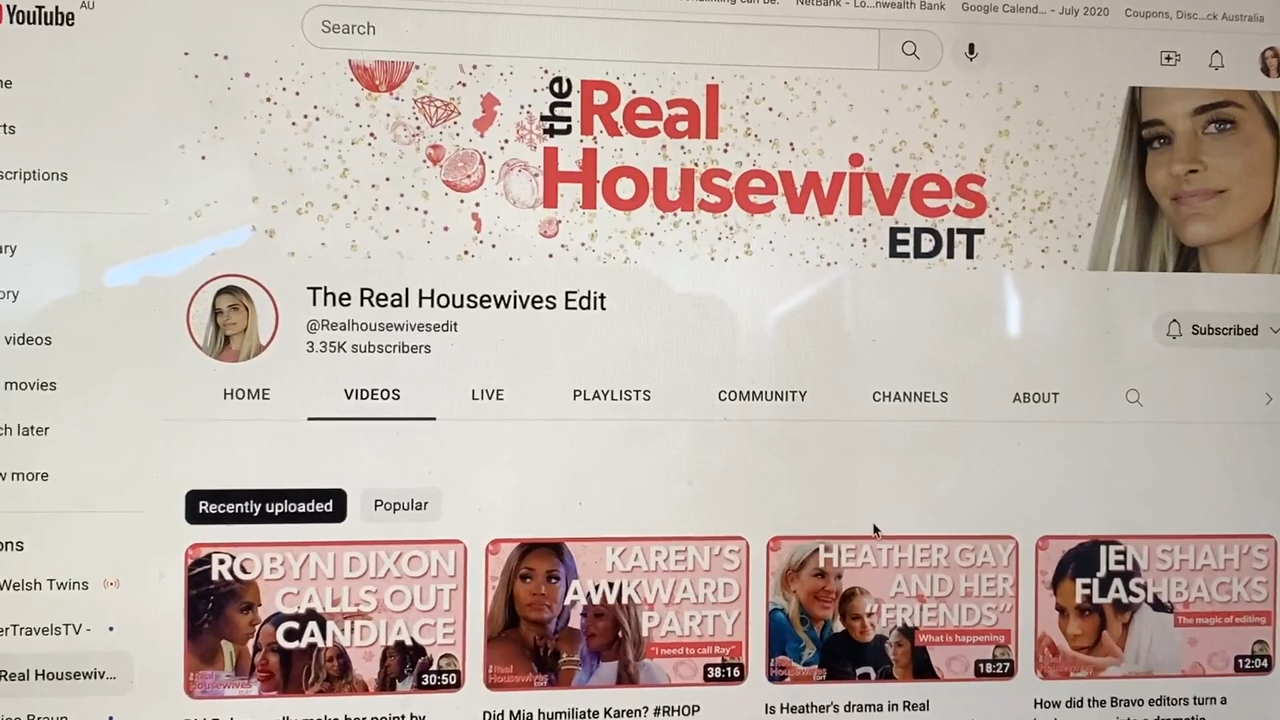 YouTube AU
NetBank - Lo...nwealth Bank
Google Calend... - July 2020
Coupons, Disc...ck Australia
Search
the Real
Housewives
EDIT
scriptions
videos
movies
ch later
more
The Real Housewives Edit
@Realhousewivesedit
3.35K subscribers
Subscribed
HOME
VIDEOS
LIVE
PLAYLISTS
COMMUNITY
CHANNELS
ABOUT
Recently uploaded
Popular
Welsh Twins
erTravelsTV -
Real Housewiv...
ROBYN DIXON
CALLS OUT
CANDIACE
30:50
KAREN'S
AWKWARD
PARTY
"I need to call Ray"
38:16
HEATHER GAY
AND HER
"FRIENDS"
What is happening
18:27
JEN SHAH'S
FLASHBACKS
The magic of editing
12:04
Did Mia humiliate Karen? #RHOP
Is Heather's drama in Real
How did the Bravo editors turn a